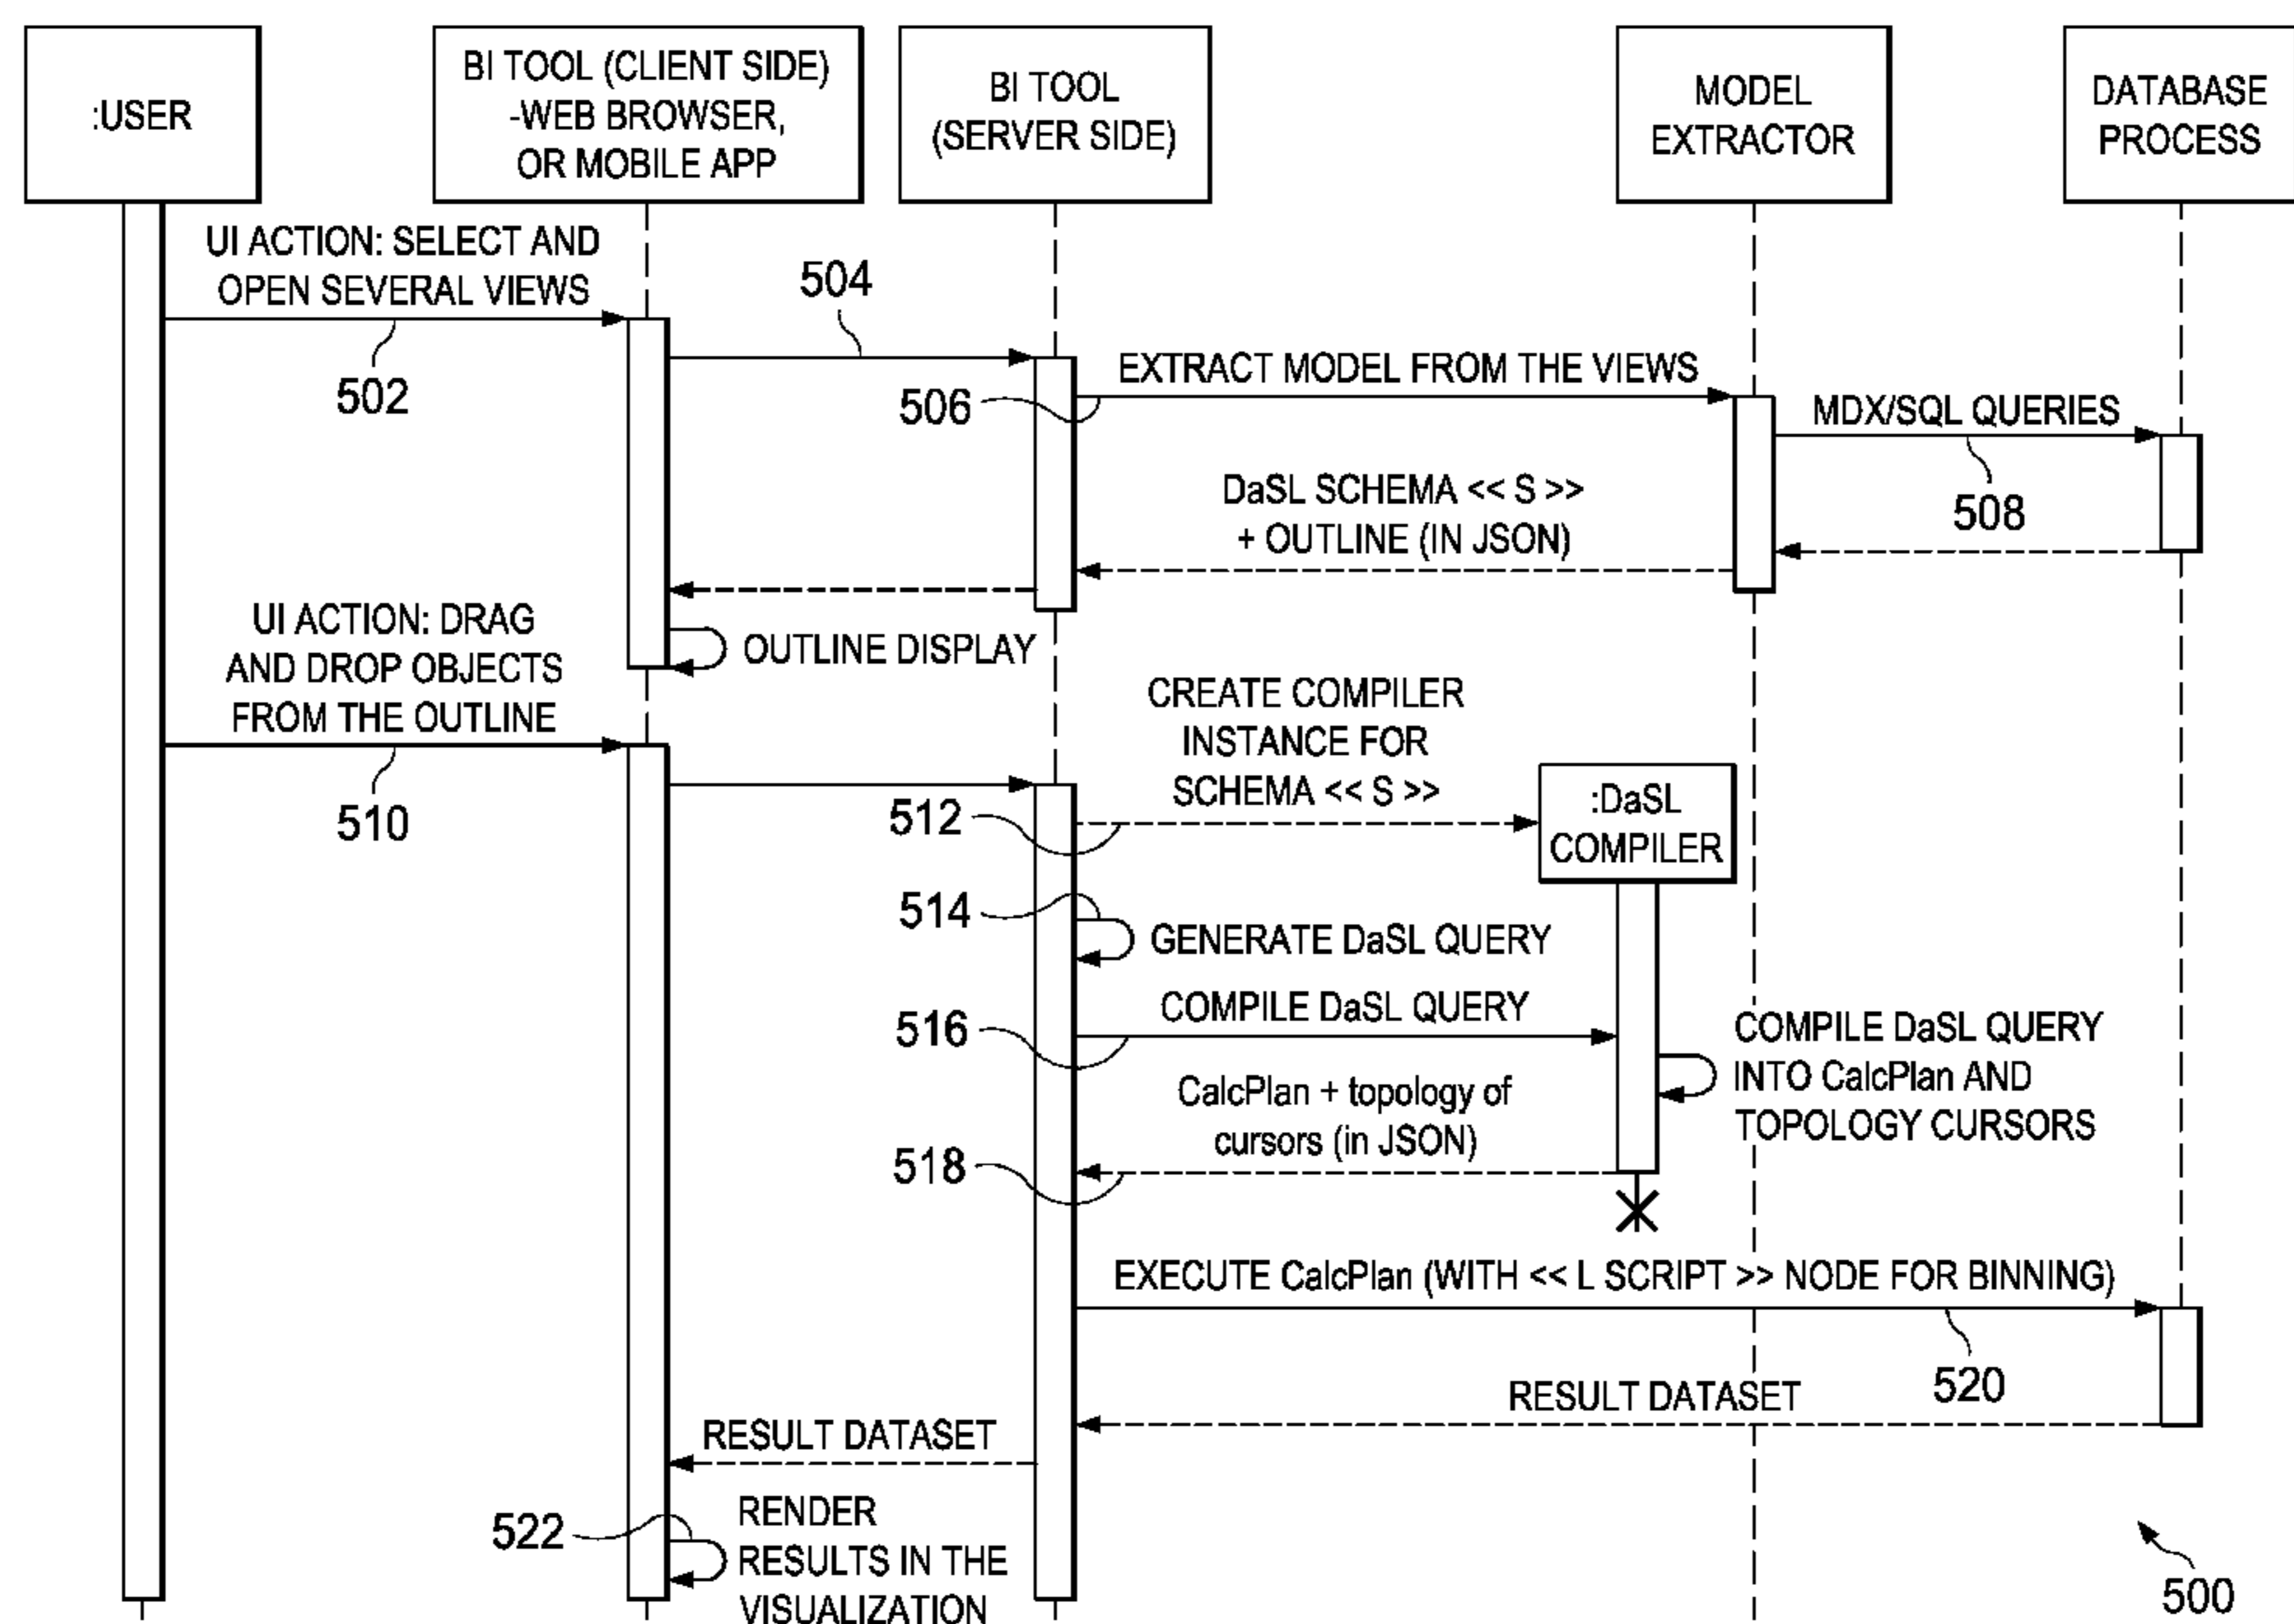 :USER
BI TOOL (CLIENT SIDE)
-WEB BROWSER,
OR MOBILE APP
BI TOOL
(SERVER SIDE)
MODEL
EXTRACTOR
DATABASE
PROCESS
UI ACTION: SELECT AND
OPEN SEVERAL VIEWS
502
504
506
EXTRACT MODEL FROM THE VIEWS
MDX/SQL QUERIES
508
DaSL SCHEMA << S >>
+ OUTLINE (IN JSON)
OUTLINE DISPLAY
UI ACTION: DRAG
AND DROP OBJECTS
FROM THE OUTLINE
510
CREATE COMPILER
INSTANCE FOR
SCHEMA << S >>
512
:DaSL
COMPILER
514
GENERATE DaSL QUERY
COMPILE DaSL QUERY
516
COMPILE DaSL QUERY
INTO CalcPlan AND
TOPOLOGY CURSORS
CalcPlan + topology of
cursors (in JSON)
518
EXECUTE CalcPlan (WITH << L SCRIPT >> NODE FOR BINNING)
520
RESULT DATASET
RESULT DATASET
522
RENDER
RESULTS IN THE
VISUALIZATION
500